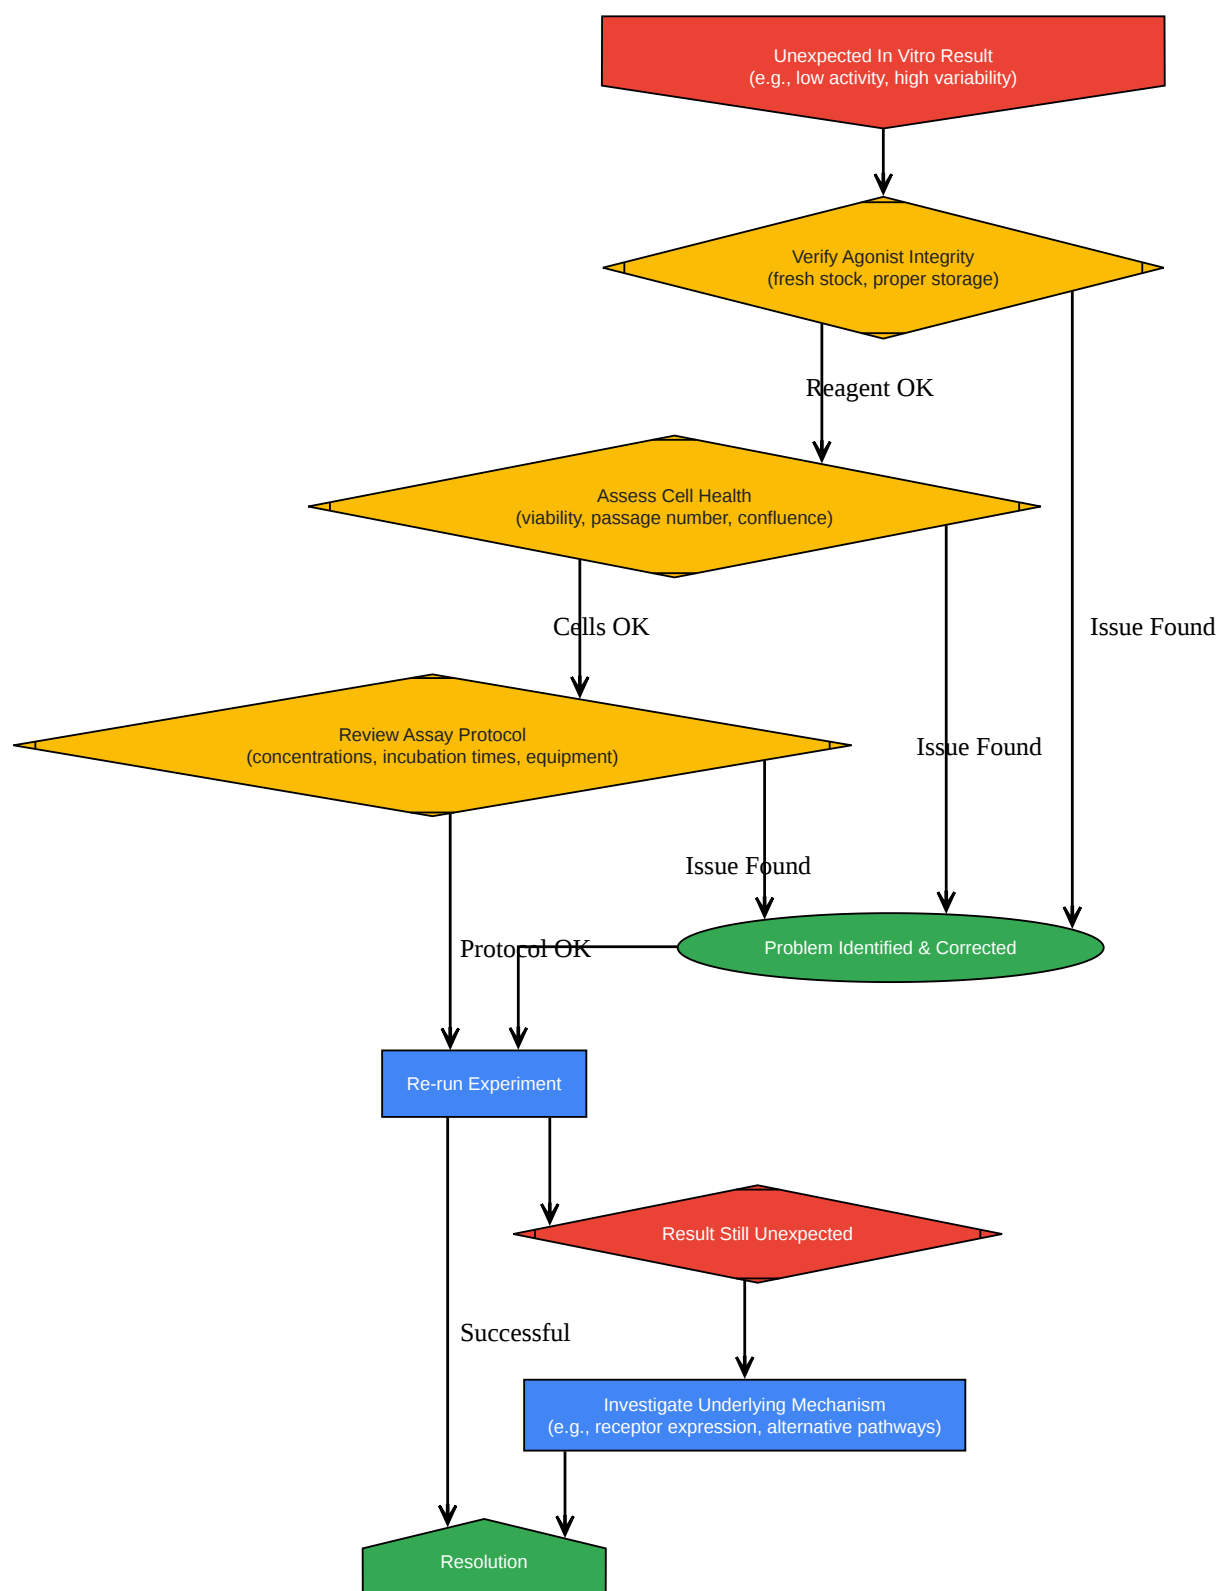 Unexpected In Vitro Result
(e.g., low activity, high variability)
Verify Agonist Integrity
(fresh stock, proper storage)
Reagent OK
Assess Cell Health
(viability, passage number, confluence)
Cells OK
Issue Found
Review Assay Protocol
(concentrations, incubation times, equipment)
Issue Found
Issue Found
Protocol OK
Problem Identified & Corrected
Re-run Experiment
Result Still Unexpected
Successful
Investigate Underlying Mechanism
(e.g., receptor expression, alternative pathways)
Resolution